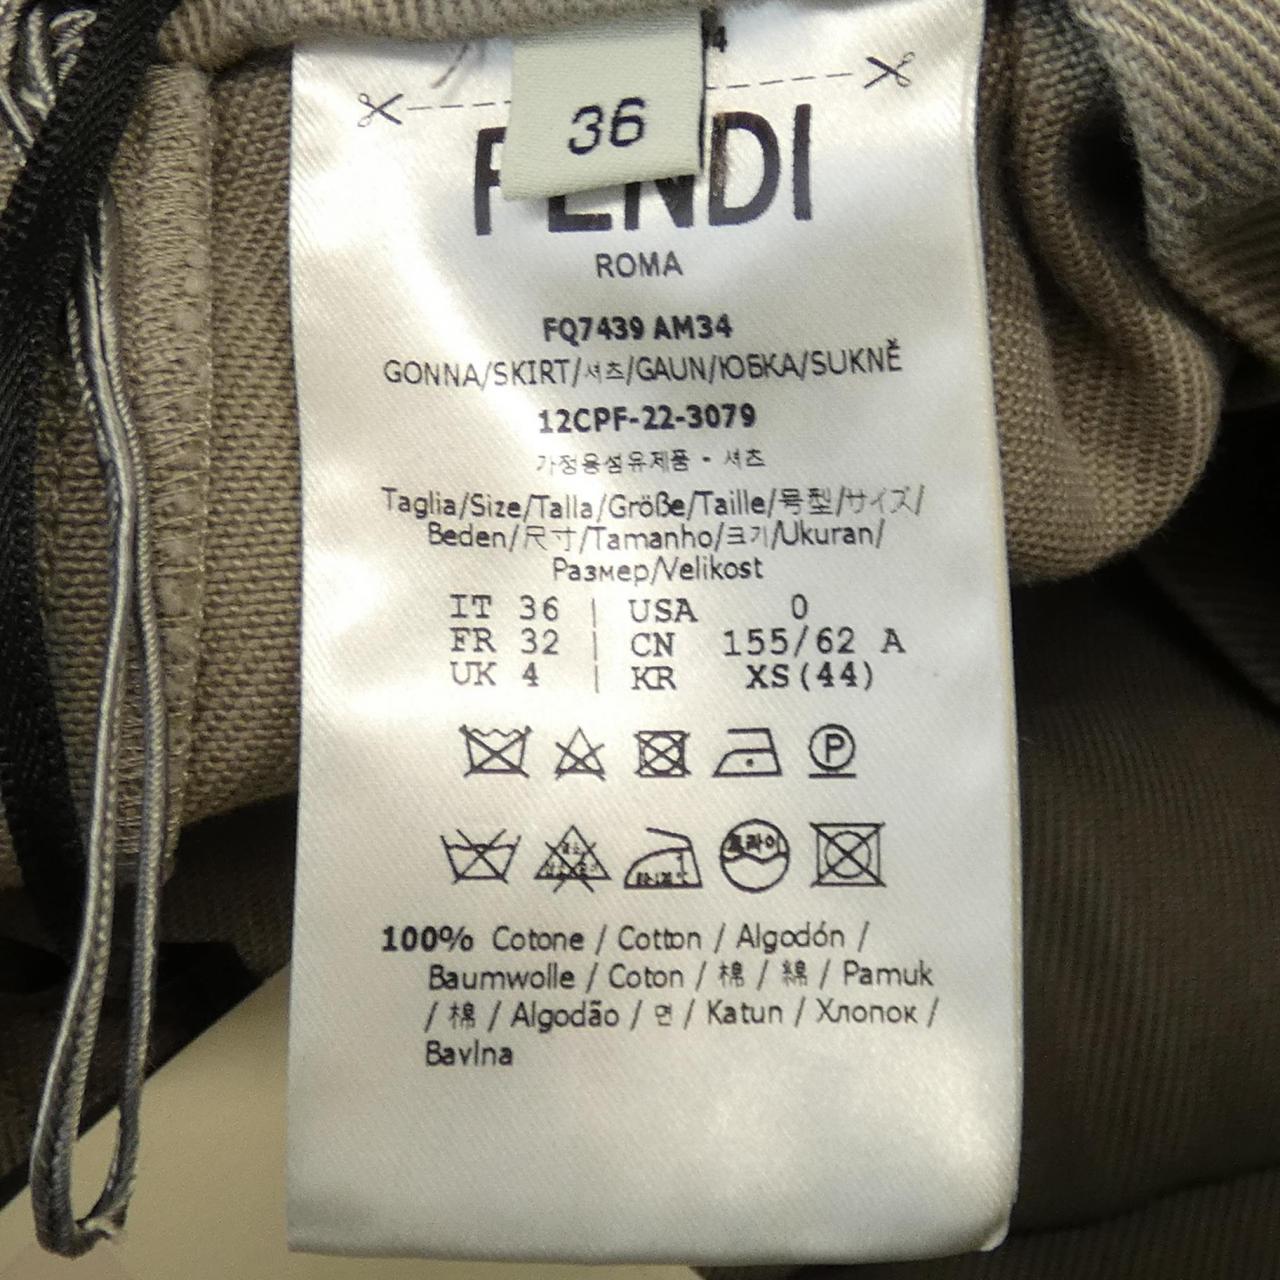 36
FENDI
ROMA
FQ7439 AM34
GONNA/SKIRT/셔츠/GAUN/ЮБКА/SUKNĚ
12CPF-22-3079
가정용섬유제품 - 셔츠
Taglia/Size/Talla/Größe/Taille/号型/サイズ/
Beden/尺寸/Tamanho/크기/Ukuran/
Размер/Velikost
IT 36 | USA 0
FR 32 | CN 155/62 A
UK 4 | KR XS(44)
P
드라이
100% Cotone / Cotton / Algodón /
Baumwolle / Coton / 棉 / 綿 / Pamuk
/ 棉 / Algodão / 면 / Katun / Хлопок /
Bavlna